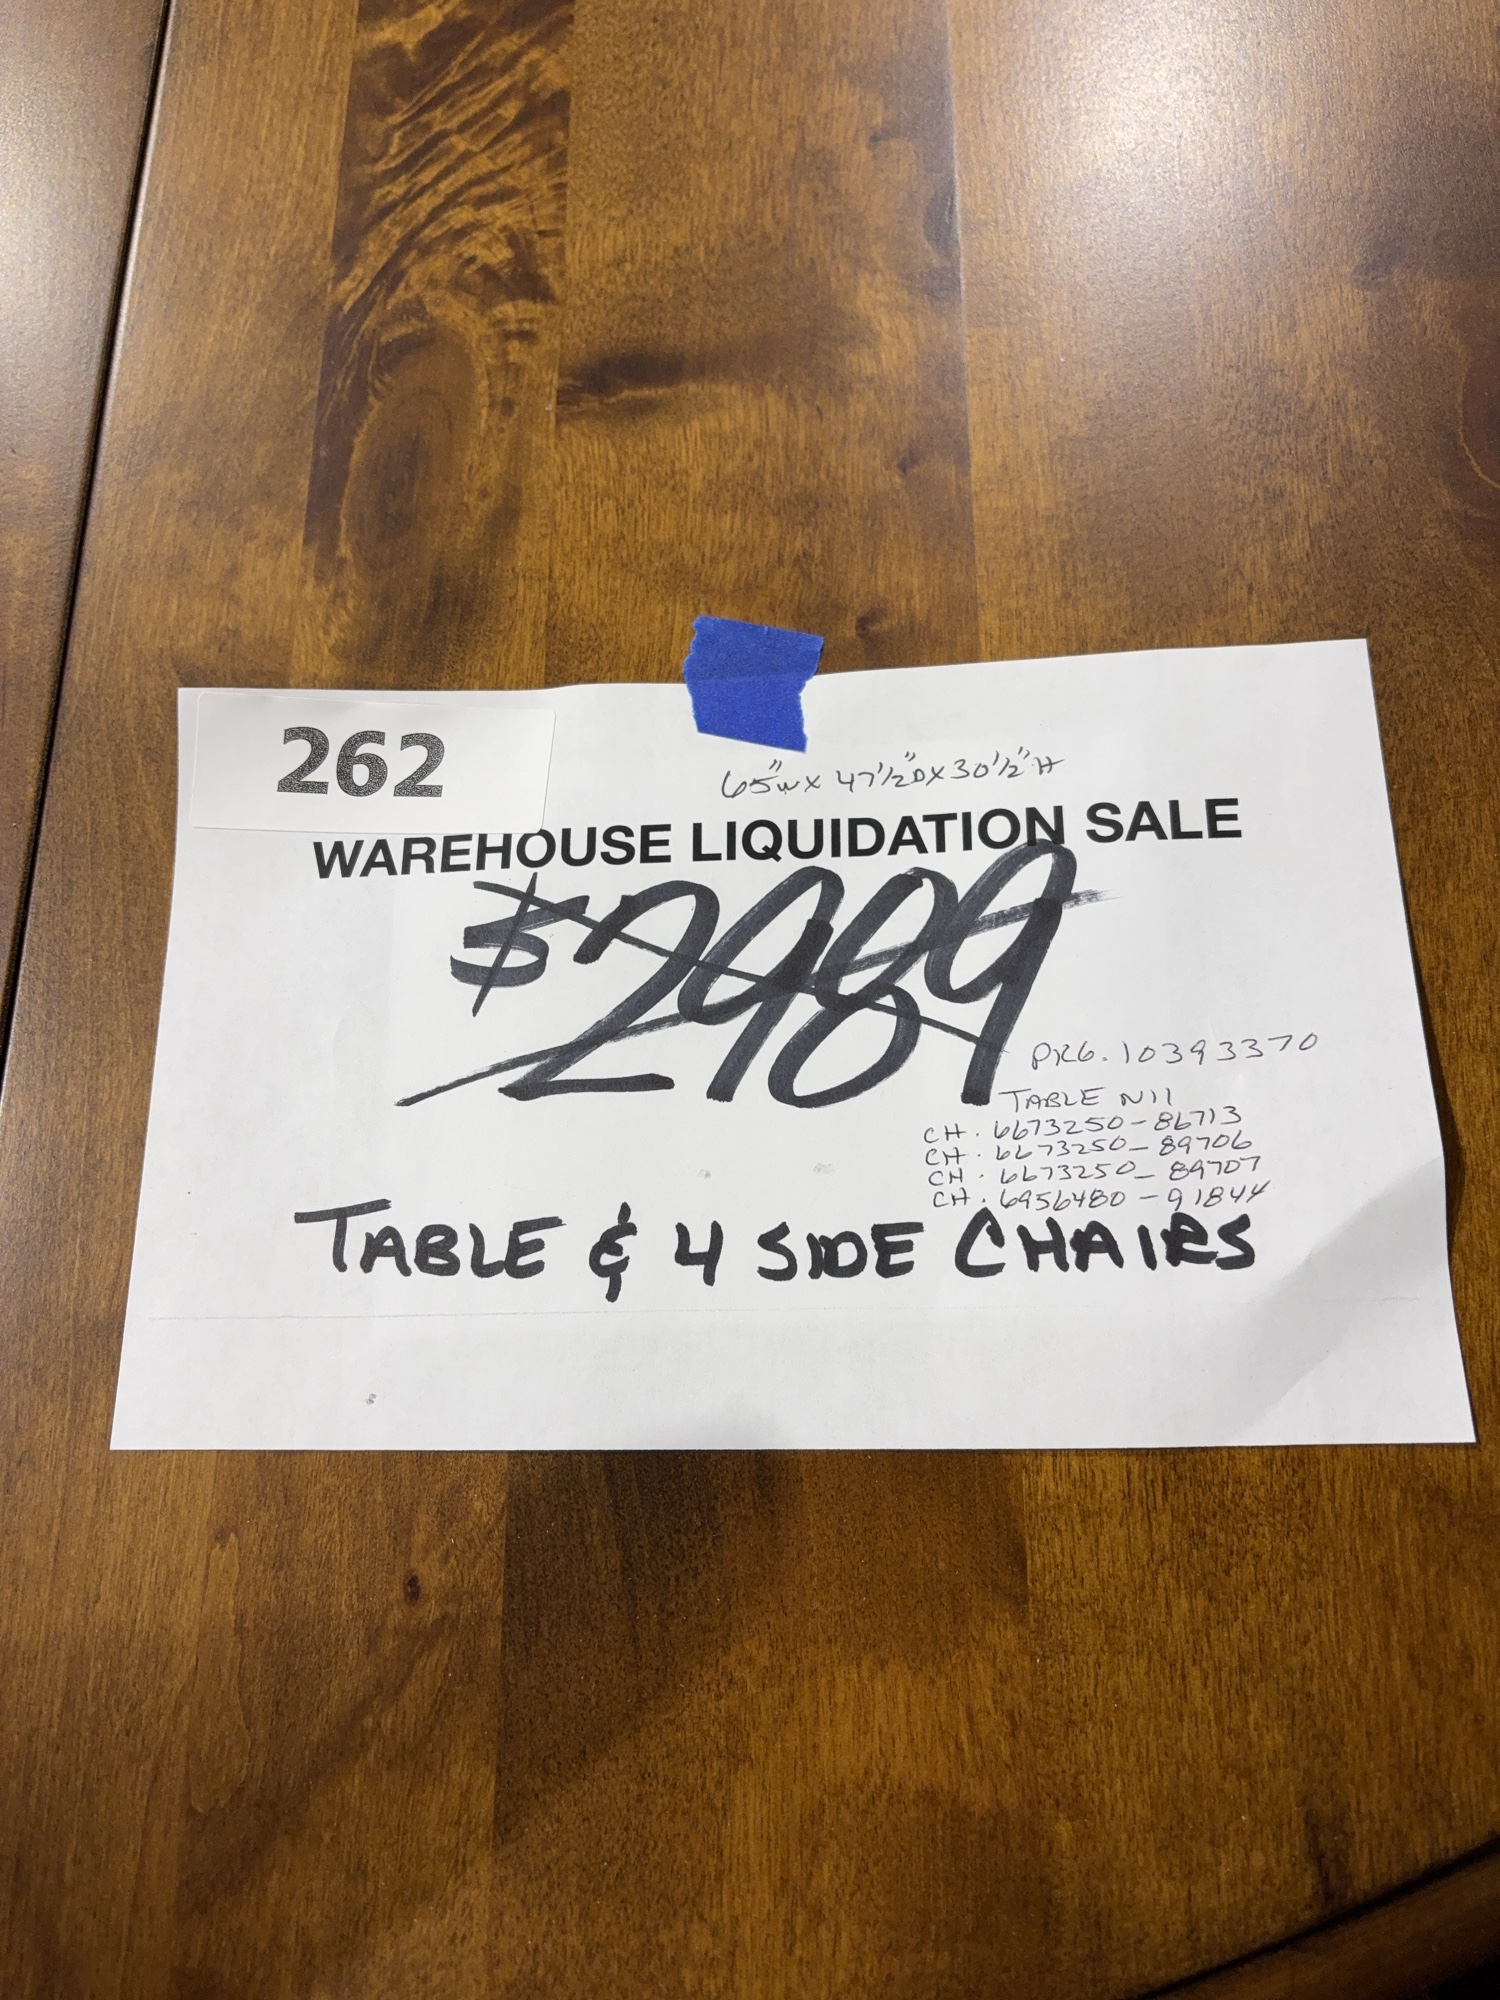 262
65"W X 47½"D X 30½"H
WAREHOUSE LIQUIDATION SALE
$2989
PKG. 10393370
TABLE N11
CH. 6673250-86713
CH. 6673250-89706
CH. 6673250-89707
CH. 6956480-91844
TABLE & 4 SIDE CHAIRS